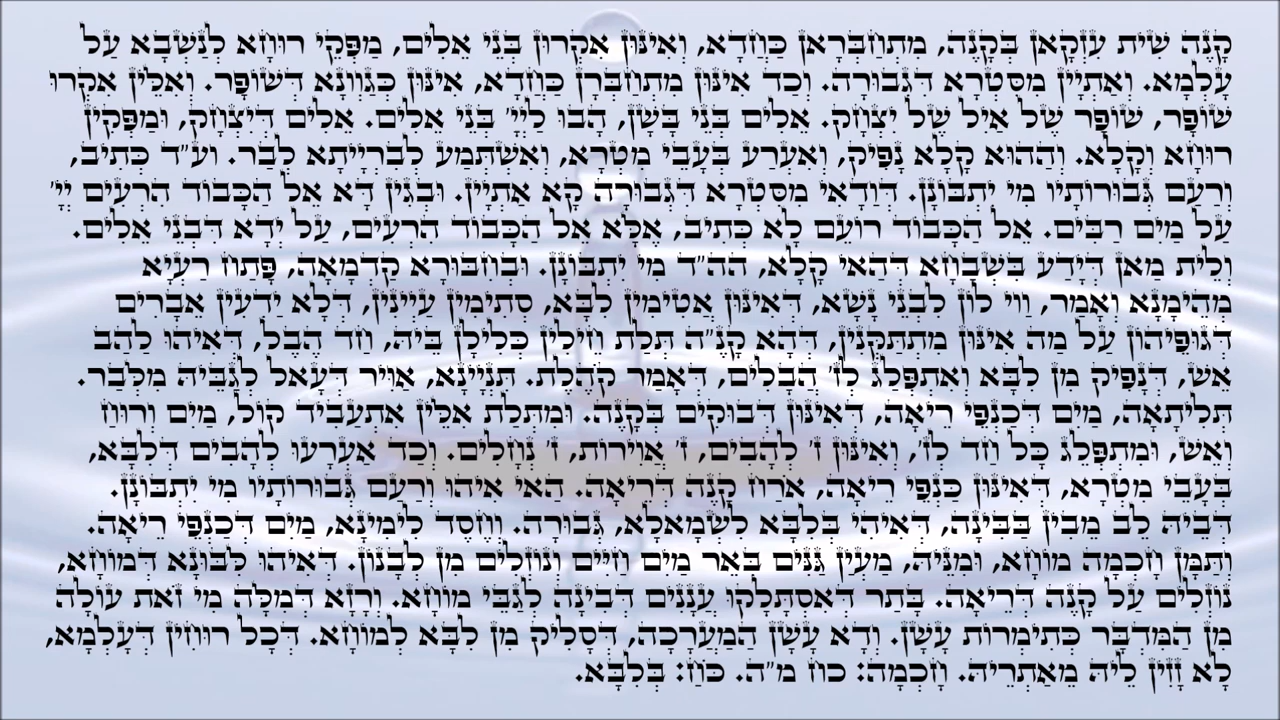 קָנֶה שִׁית עִזְקָאן בְּקָנֶה, מִתְחַבְּרָאן כַּחֲדָא, וְאִינּוּן אִקְרוּן בְּנֵי אֵלִים, מַפְּקֵי רוּחָא לְנַשְׁבָא עַל
עָלְמָא. וְאַתְיָין מִסִּטְרָא דִגְבוּרָה. וְכַד אִינּוּן מִתְחַבְּרָן כַּחֲדָא, אִינּוּן כְּגַוְונָא דְּשׁוֹפָר. וְאִלֵּין אִקְרוּ
שׁוֹפָר, שׁוֹפָר שֶׁל אַיִל שֶׁל יִצְחָק. אֵלִים בְּנֵי בָשָׁן, הָבוּ לַיְיָ' בְּנֵי אֵלִים. אֵלִים דְּיִצְחָק, וּמַפְּקִין
רוּחָא וְקָלָא. וְהַהוּא קָלָא נָפִיק, וְאִעְרַע בְּעָבֵי מִטְרָא, וְאִשְׁתְּמַע לִבְרִיָּיתָא לְבַר. וְע"ד כְּתִיב,
וְרַעַם גְּבוּרוֹתָיו מִי יִתְבּוֹנָן. דְּוַדַּאי מִסִּטְרָא דִגְבוּרָה קָא אַתְיָין. וּבְגִין דָּא אֵל הַכָּבוֹד הִרְעִים יְיָ'
עַל מַיִם רַבִּים. אֵל הַכָּבוֹד רוֹעֵם לָא כְּתִיב, אֶלָּא אֵל הַכָּבוֹד הִרְעִים, עַל יְדָא דִּבְנֵי אֵלִים.
וְלֵית מַאן דְּיָדַע בִּשְׁבָחָא דְּהַאי קָלָא, הה"ד מִי יִתְבּוֹנָן. וּבְחִבּוּרָא קַדְמָאָה, פָּתַח רַעְיָא
מְהֵימָנָא וְאָמַר, וַוי לוֹן לִבְנֵי נָשָׁא, דְּאִינּוּן אֲטִימִין לִבָּא, סְתִימִין עַיְינִין, דְּלָא יַדְעִין אֵבָרִים
דְּגוּפֵיהוֹן עַל מַה אִינּוּן מִתְתַּקְנִין, דְּהָא קָנֶ"ה תְּלַת חֵילִין כְּלִילָן בֵּיהּ, חַד הֶבֶל, דְּאִיהוּ לַהַב
אֵשׁ, דְּנָפִיק מִן לִבָּא וְאִתְפְּלַג לְז' הֲבָלִים, דְּאָמַר קֹהֶלֶת. תִּנְיָינָא, אֲוִיר דְּעָאל לְגַבֵּיהּ מִלְּבַר.
תְּלִיתָאָה, מַיִם דְּכַנְפֵי רֵיאָה, דְּאִינּוּן דְּבוּקִים בְּקָנֶה. וּמִתְּלַת אִלֵּין אִתְעֲבִיד קוֹל, מַיִם וְרוּחַ
וְאֵשׁ, וּמִתְפְּלֵג כָּל חַד לְז', וְאִינּוּן ז' לֶהָבִים, ז' אֲוִירוֹת, ז' נְחָלִים. וְכַד אִעַרְעוּ לְהָבִים דְּלִבָּא,
בְּעָבֵי מִטְרָא, דְּאִינּוּן כַּנְפֵי רֵיאָה, אֹרַח קָנֶה דְּרֵיאָה. הַאי אִיהוּ וְרַעַם גְּבוּרוֹתָיו מִי יִתְבּוֹנָן.
דְּבֵיהּ לֵב מֵבִין בַּבִּינָה, דְּאִיהִי בְּלִבָּא לִשְׂמָאלָא, גְּבוּרָה. וְחֶסֶד לִימִינָא, מַיִם דְּכַנְפֵי רֵיאָה.
וְתַמָּן חָכְמָה מוֹחָא, וּמִנֵּיהּ, מַעְיַן גַּנִּים בְּאֵר מַיִם חַיִּים וְנוֹזְלִים מִן לְבָנוֹן. דְּאִיהוּ לִבּוּנָא דְּמוֹחָא,
נוֹזְלִים עַל קָנֶה דְּרֵיאָה. בָּתַר דְּאִסְתְּלָקוּ עֲנָנִים דְּבִינָה לְגַבֵּי מוֹחָא. וְרָזָא דְּמִלָּה מִי זֹאת עוֹלָה
מִן הַמִּדְבָּר כְּתִימְרוֹת עָשָׁן. וְדָא עָשָׁן הַמַּעֲרָכָה, דְּסָלִיק מִן לִבָּא לְמוֹחָא. דְּכָל רוּחִין דְּעָלְמָא,
לָא זָזִין לֵיהּ מֵאַתְרֵיהּ. חָכְמָה: כּוֹחַ מ"ה. כֹּחַ: בְּלִבָּא.